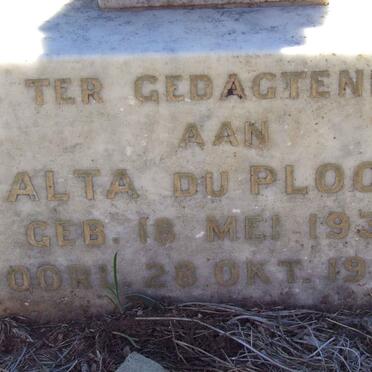 TER GEDAGTENI
AAN
ALTA DU PLOO
GEB. 18 MEI 193
OORL. 28 OKT. 19